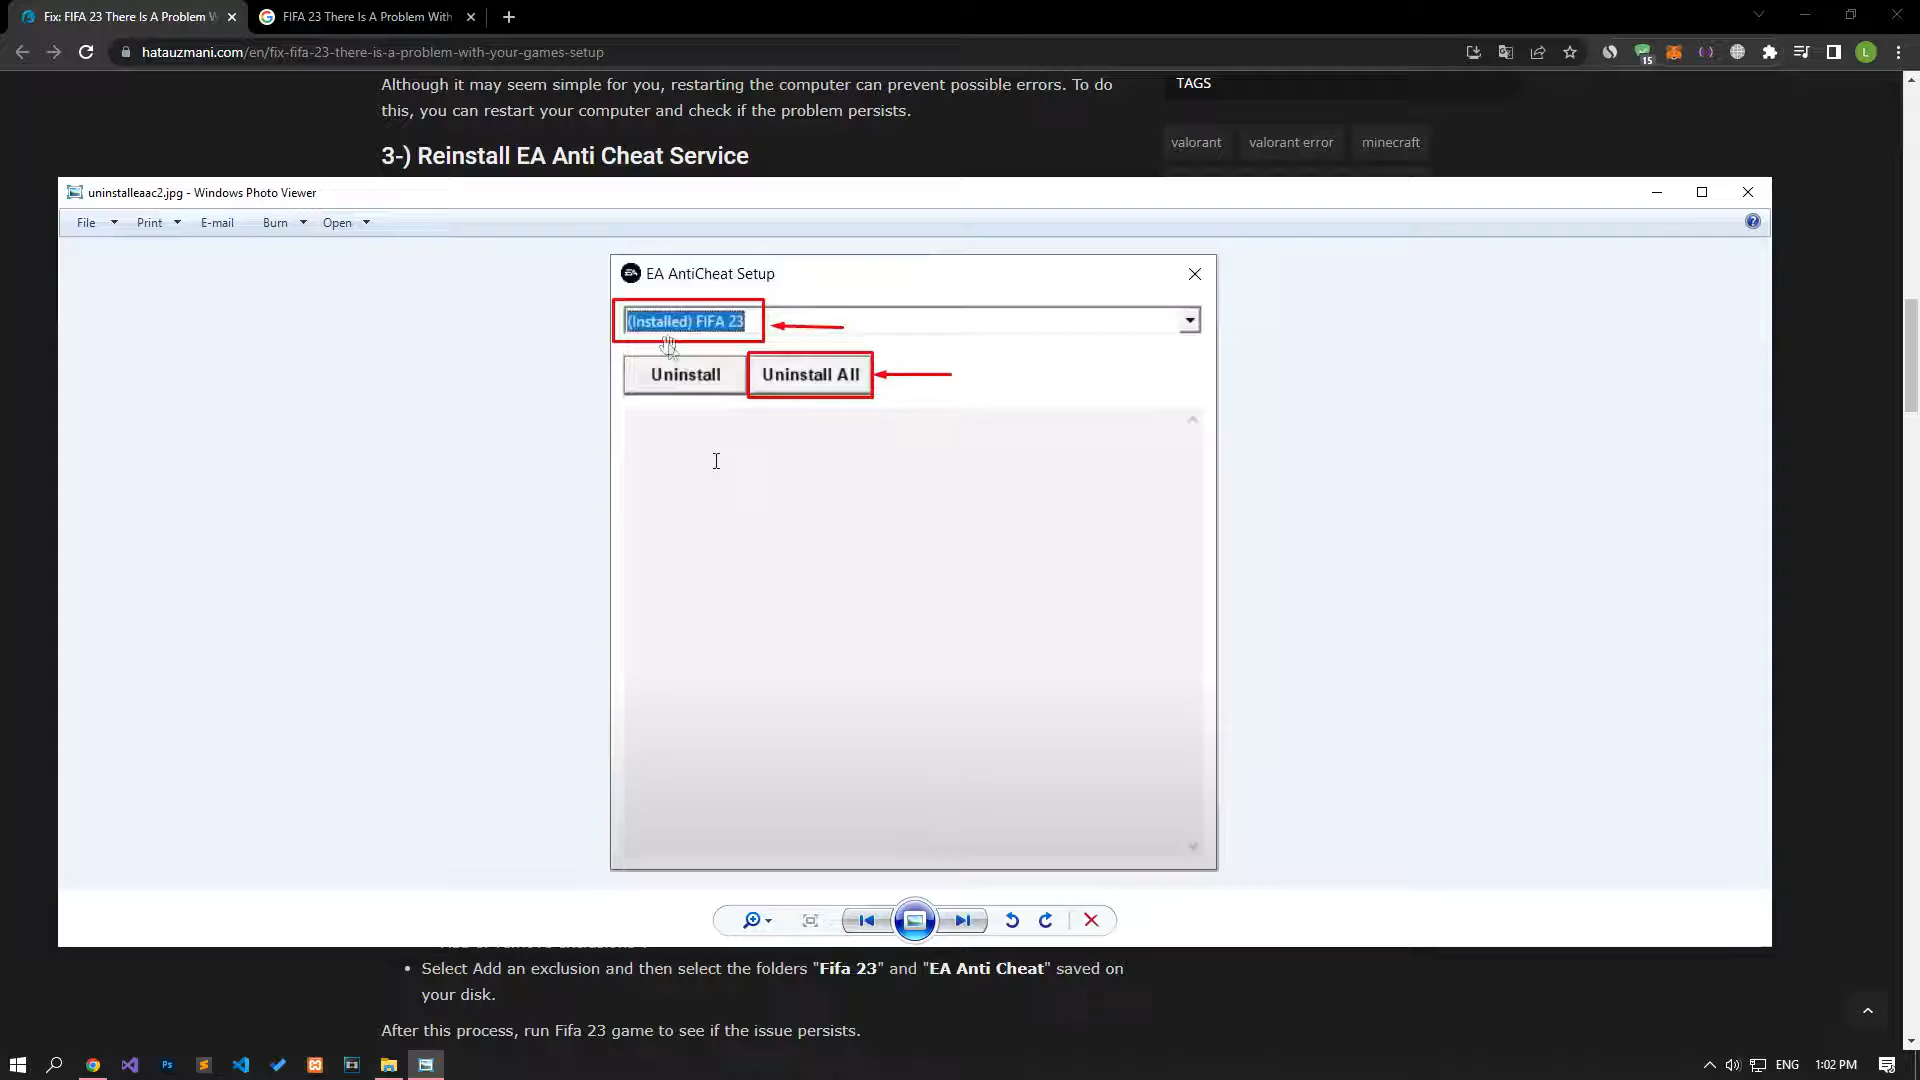 Fix: FIFA 23 There Is A Problem W
FIFA 23 There Is A Problem With
hatauzmani.com/en/fix-fifa-23-there-is-a-problem-with-your-games-setup
15
L
Although it may seem simple for you, restarting the computer can prevent possible errors. To do
this, you can restart your computer and check if the problem persists.
TAGS
valorant valorant error minecraft
3-) Reinstall EA Anti Cheat Service
uninstalleaac2.jpg - Windows Photo Viewer
File Print E-mail Burn Open
EA AntiCheat Setup
(Installed) FIFA 23
Uninstall Uninstall All
• Select Add an exclusion and then select the folders "Fifa 23" and "EA Anti Cheat" saved on
your disk.
After this process, run Fifa 23 game to see if the issue persists.
Ps
ENG 1:02 PM